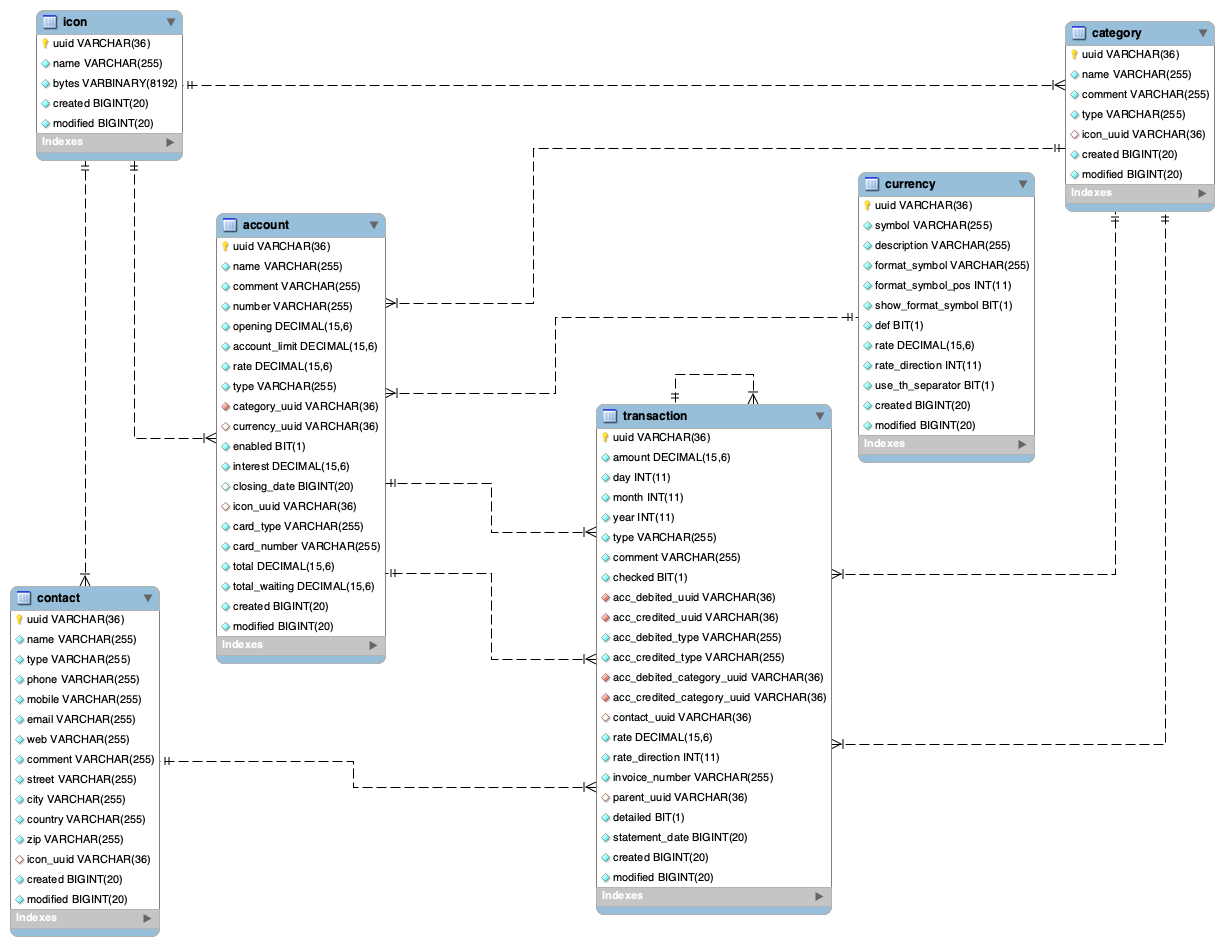 icon
uuid VARCHAR(36)
name VARCHAR(255)
bytes VARBINARY(8192)
created BIGINT(20)
modified BIGINT(20)
Indexes
category
uuid VARCHAR(36)
name VARCHAR(255)
comment VARCHAR(255)
type VARCHAR(255)
icon_uuid VARCHAR(36)
created BIGINT(20)
modified BIGINT(20)
Indexes
currency
uuid VARCHAR(36)
symbol VARCHAR(255)
description VARCHAR(255)
format_symbol VARCHAR(255)
format_symbol_pos INT(11)
show_format_symbol BIT(1)
def BIT(1)
rate DECIMAL(15,6)
rate_direction INT(11)
use_th_separator BIT(1)
created BIGINT(20)
modified BIGINT(20)
Indexes
account
uuid VARCHAR(36)
name VARCHAR(255)
comment VARCHAR(255)
number VARCHAR(255)
opening DECIMAL(15,6)
account_limit DECIMAL(15,6)
rate DECIMAL(15,6)
type VARCHAR(255)
category_uuid VARCHAR(36)
currency_uuid VARCHAR(36)
enabled BIT(1)
interest DECIMAL(15,6)
closing_date BIGINT(20)
icon_uuid VARCHAR(36)
card_type VARCHAR(255)
card_number VARCHAR(255)
total DECIMAL(15,6)
total_waiting DECIMAL(15,6)
created BIGINT(20)
modified BIGINT(20)
Indexes
transaction
uuid VARCHAR(36)
amount DECIMAL(15,6)
day INT(11)
month INT(11)
year INT(11)
type VARCHAR(255)
comment VARCHAR(255)
checked BIT(1)
acc_debited_uuid VARCHAR(36)
acc_credited_uuid VARCHAR(36)
acc_debited_type VARCHAR(255)
acc_credited_type VARCHAR(255)
acc_debited_category_uuid VARCHAR(36)
acc_credited_category_uuid VARCHAR(36)
contact_uuid VARCHAR(36)
rate DECIMAL(15,6)
rate_direction INT(11)
invoice_number VARCHAR(255)
parent_uuid VARCHAR(36)
detailed BIT(1)
statement_date BIGINT(20)
created BIGINT(20)
modified BIGINT(20)
Indexes
contact
uuid VARCHAR(36)
name VARCHAR(255)
type VARCHAR(255)
phone VARCHAR(255)
mobile VARCHAR(255)
email VARCHAR(255)
web VARCHAR(255)
comment VARCHAR(255)
street VARCHAR(255)
city VARCHAR(255)
country VARCHAR(255)
zip VARCHAR(255)
icon_uuid VARCHAR(36)
created BIGINT(20)
modified BIGINT(20)
Indexes